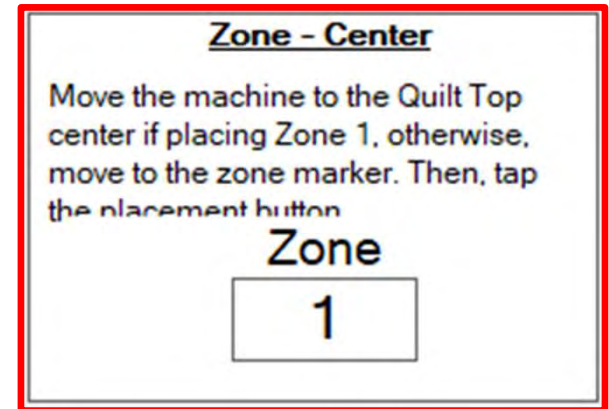 Zone - Center
Move the machine to the Quilt Top
center if placing Zone 1, otherwise,
move to the zone marker. Then, tap
the placement button
Zone
1